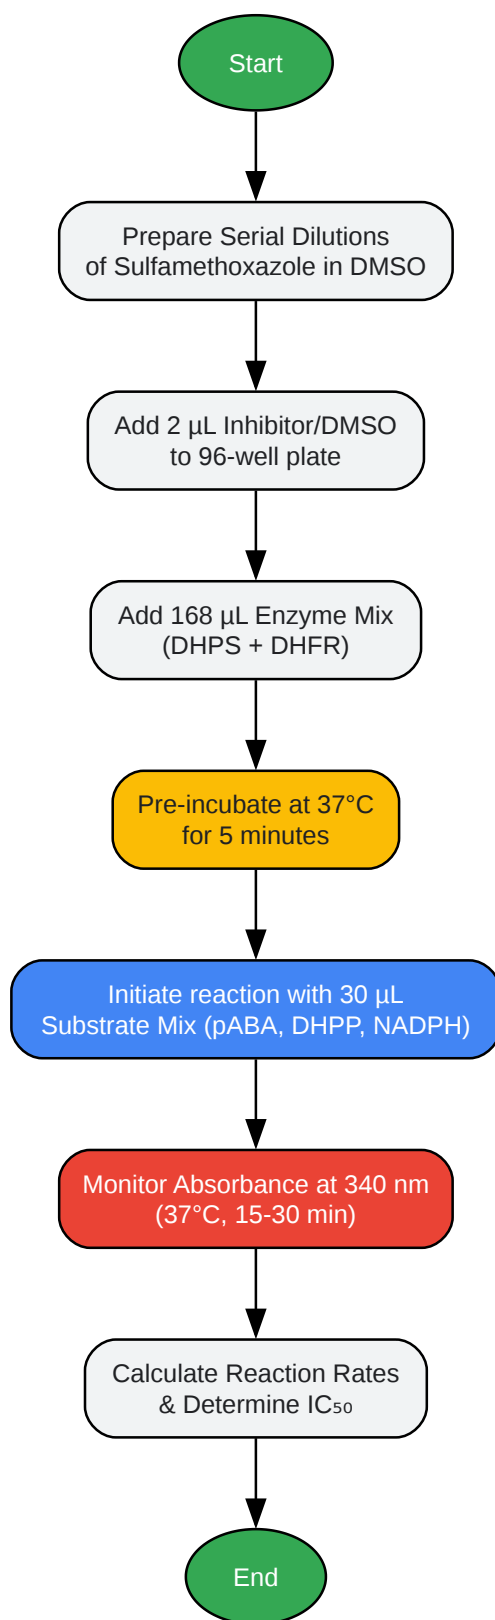 Start
Prepare Serial Dilutions
of Sulfamethoxazole in DMSO
Add 2 µL Inhibitor/DMSO
to 96-well plate
Add 168 µL Enzyme Mix
(DHPS + DHFR)
Pre-incubate at 37°C
for 5 minutes
Initiate reaction with 30 µL
Substrate Mix (pABA, DHPP, NADPH)
Monitor Absorbance at 340 nm
(37°C, 15-30 min)
Calculate Reaction Rates
& Determine IC₅₀
End